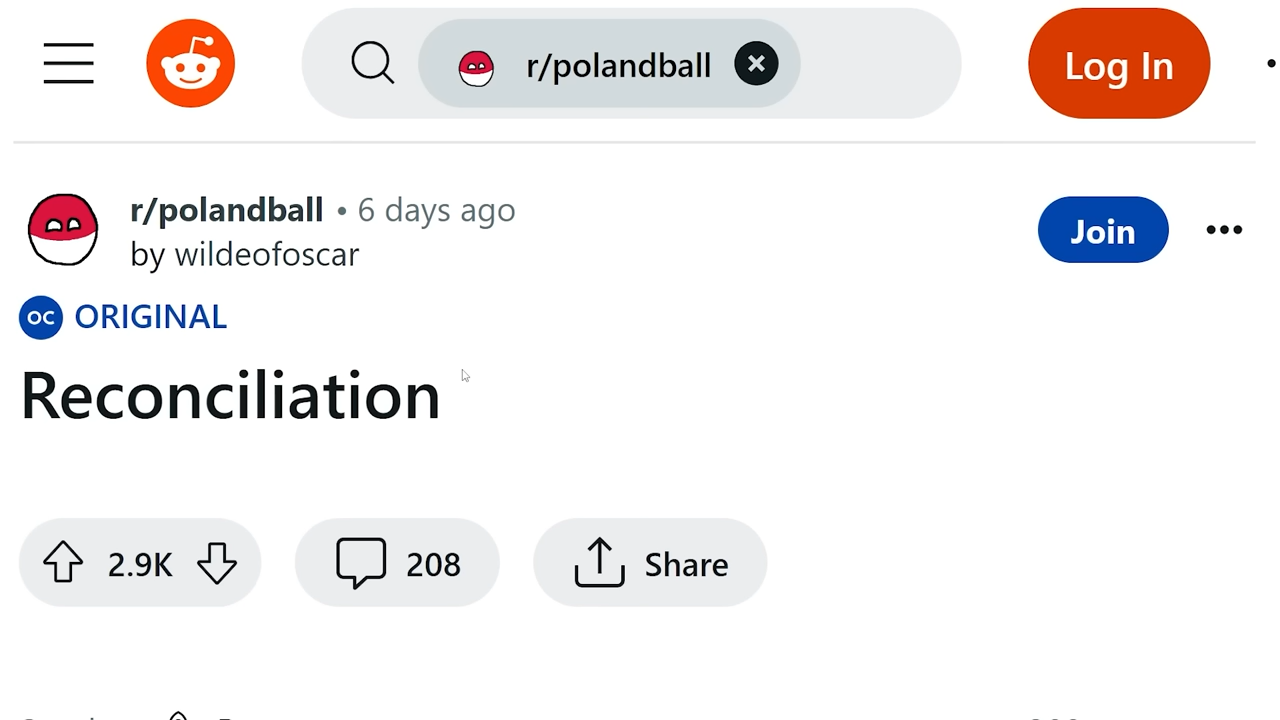 r/polandball
Log In
r/polandball • 6 days ago
by wildeofoscar
Join
OC ORIGINAL
Reconciliation
2.9K
208
Share